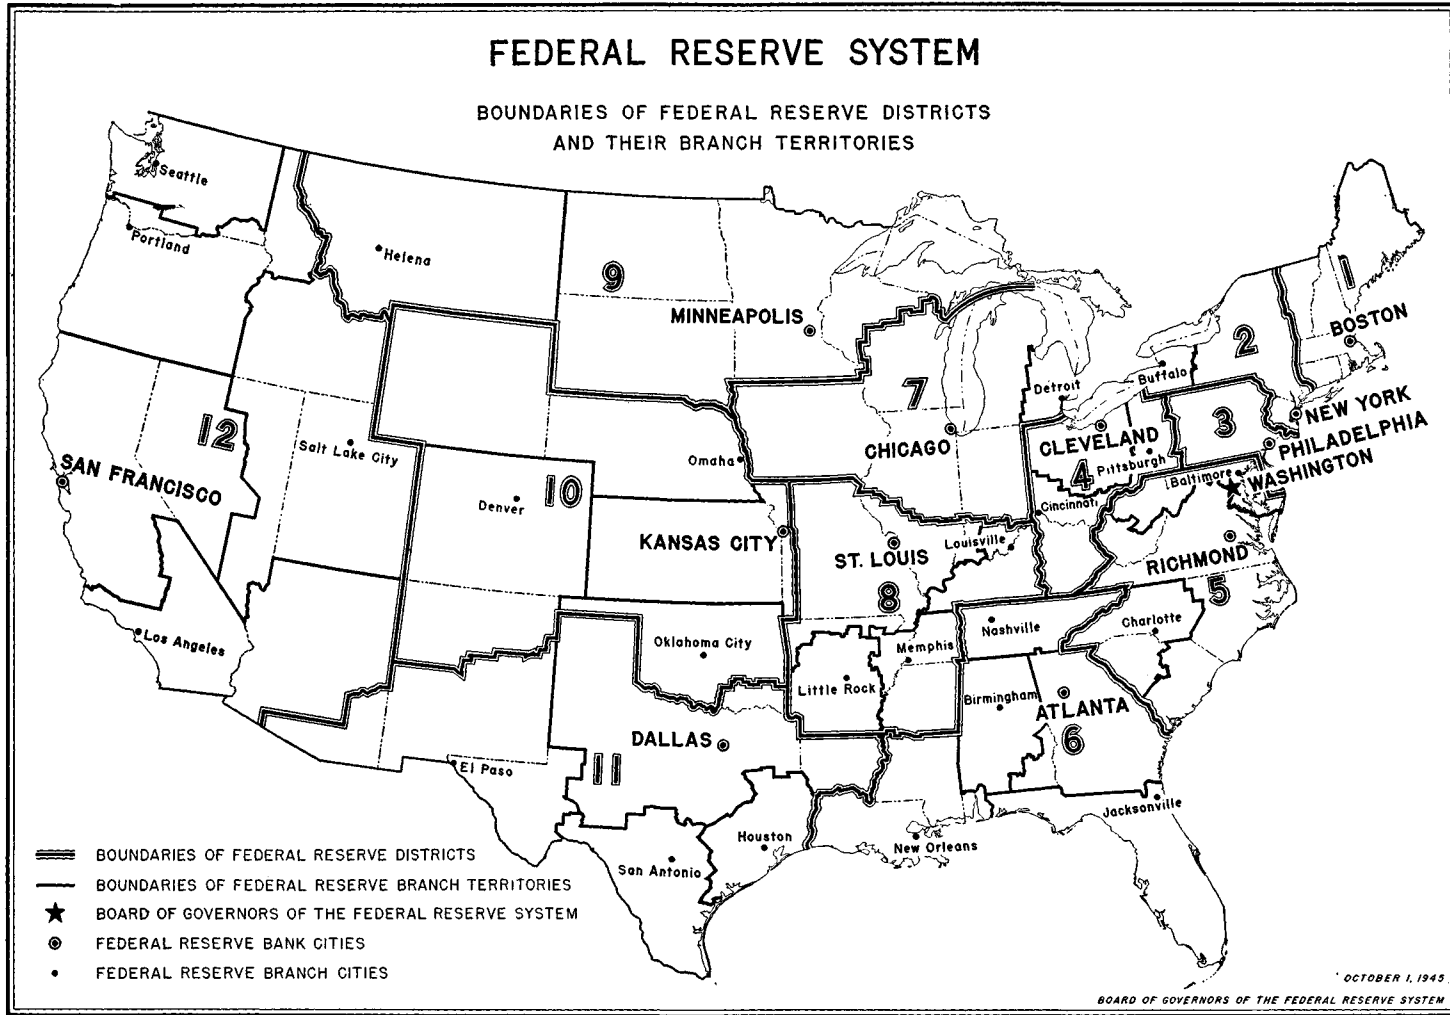 FEDERAL RESERVE SYSTEM
BOUNDARIES OF FEDERAL RESERVE DISTRICTS
AND THEIR BRANCH TERRITORIES
Seattle
Portland
Helena
9
MINNEAPOLIS
1
BOSTON
2
Buffalo
Detroit
7
CHICAGO
3
NEW YORK
PHILADELPHIA
WASHINGTON
CLEVELAND
4
Pittsburgh
Baltimore
Cincinnati
12
SAN FRANCISCO
Salt Lake City
Omaha
Denver
10
KANSAS CITY
ST. LOUIS
8
Louisville
RICHMOND
5
Charlotte
Los Angeles
Oklahoma City
Nashville
Memphis
Little Rock
Birmingham
ATLANTA
6
DALLAS
11
El Paso
Houston
San Antonio
New Orleans
Jacksonville
BOUNDARIES OF FEDERAL RESERVE DISTRICTS
BOUNDARIES OF FEDERAL RESERVE BRANCH TERRITORIES
BOARD OF GOVERNORS OF THE FEDERAL RESERVE SYSTEM
FEDERAL RESERVE BANK CITIES
FEDERAL RESERVE BRANCH CITIES
OCTOBER 1, 1945
BOARD OF GOVERNORS OF THE FEDERAL RESERVE SYSTEM